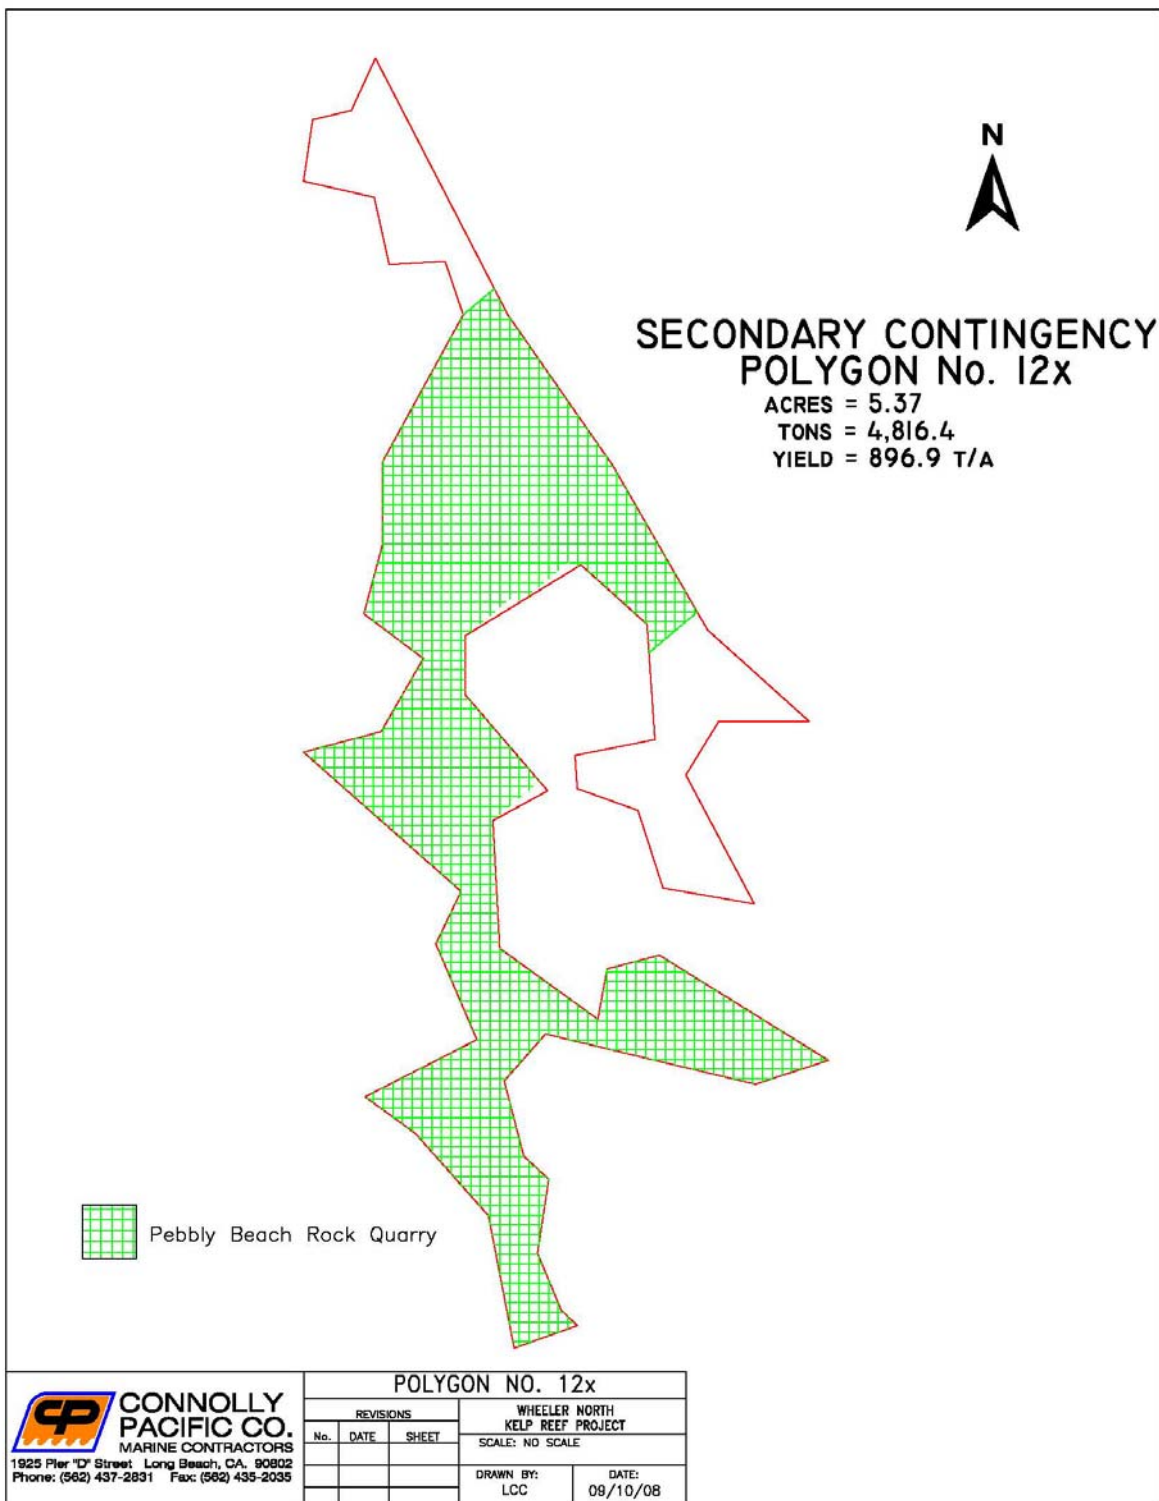 N
SECONDARY CONTINGENCY
POLYGON No. 12x
ACRES = 5.37
TONS = 4,816.4
YIELD = 896.9 T/A
Pebbly Beach Rock Quarry
CP
CONNOLLY
PACIFIC CO.
MARINE CONTRACTORS
1925 Pier "D" Street Long Beach, CA. 90802
Phone: (562) 437-2831 Fax: (562) 435-2035
POLYGON NO. 12x
REVISIONS
No. DATE SHEET
WHEELER NORTH
KELP REEF PROJECT
SCALE: NO SCALE
DRAWN BY:
LCC
DATE:
09/10/08